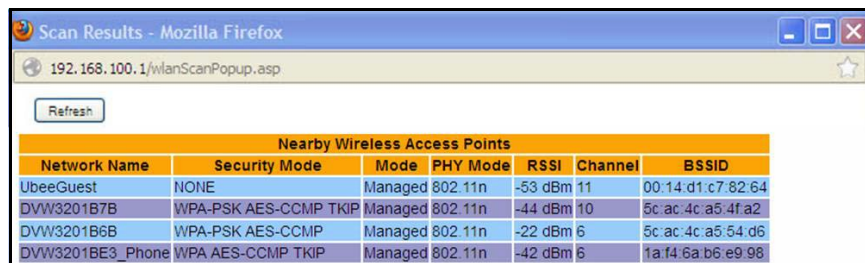 Scan Results - Mozilla Firefox
192.168.100.1/wlanScanPopup.asp
Refresh
Nearby Wireless Access Points
Network Name Security Mode Mode PHY Mode RSSI Channel BSSID
UbeeGuest NONE Managed 802.11n -53 dBm 11 00:14:d1:c7:82:64
DVW3201B7B WPA-PSK AES-CCMP TKIP Managed 802.11n -44 dBm 10 5c:ac:4c:a5:4f:a2
DVW3201B6B WPA-PSK AES-CCMP Managed 802.11n -22 dBm 6 5c:ac:4c:a5:54:d6
DVW3201BE3_Phone WPA AES-CCMP TKIP Managed 802.11n -42 dBm 6 1a:f4:6a:b6:e9:98